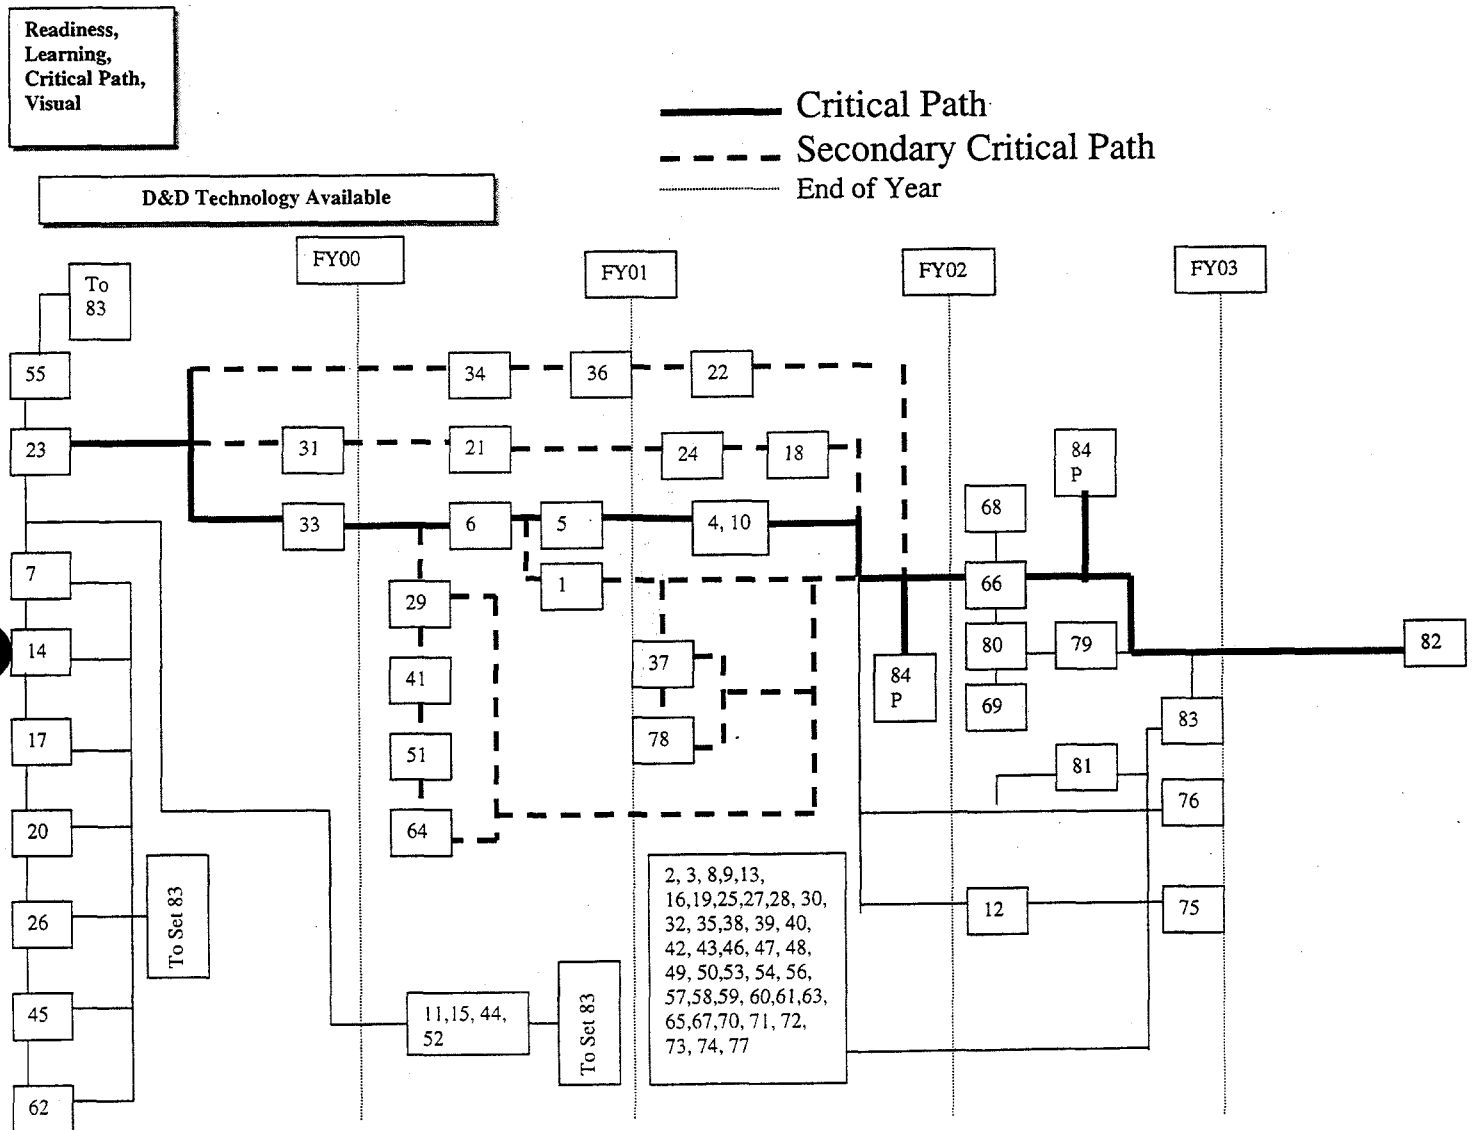 Readiness,
Learning,
Critical Path,
Visual
Critical Path
Secondary Critical Path
End of Year
D&D Technology Available
FY00
FY01
FY02
FY03
To
83
55
34
36
22
23
31
21
24
18
84
P
33
6
5
4, 10
68
7
29
1
66
14
41
37
84
P
80
79
82
69
17
51
78
83
81
20
64
76
26
To Set 83
2, 3, 8,9,13,
16,19,25,27,28, 30,
32, 35,38, 39, 40,
42, 43,46, 47, 48,
49, 50,53, 54, 56,
57,58,59, 60,61,63,
65,67,70, 71, 72,
73, 74, 77
12
75
45
11,15, 44,
52
To Set 83
62